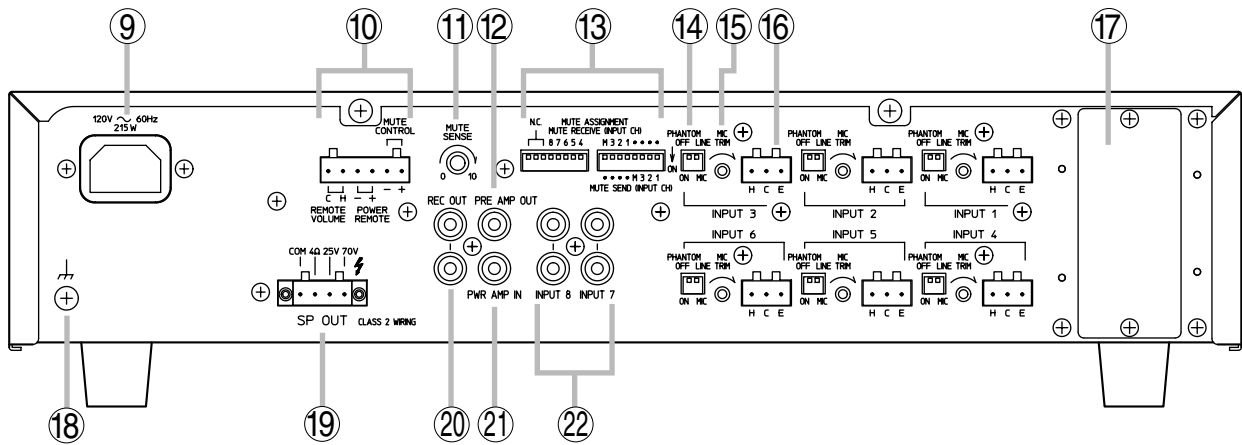 ⑨ ⑩ ⑪ ⑫ ⑬ ⑭ ⑮ ⑯ ⑰
120V ～ 60Hz
215W
MUTE
CONTROL
C H − + − +
REMOTE
VOLUME
POWER
REMOTE
MUTE
SENSE
0 10
N.C. MUTE ASSIGNMENT
MUTE RECEIVE (INPUT CH)
8 7 6 5 4 M 3 2 1 • • • •
ON
• • • • M 3 2 1
MUTE SEND (INPUT CH)
PHANTOM MIC
OFF LINE TRIM
ON MIC
H C E
INPUT 3
PHANTOM MIC
OFF LINE TRIM
ON MIC
H C E
INPUT 2
PHANTOM MIC
OFF LINE TRIM
ON MIC
H C E
INPUT 1
REC OUT PRE AMP OUT
PWR AMP IN INPUT 8 INPUT 7
INPUT 6
PHANTOM MIC
OFF LINE TRIM
ON MIC
H C E
INPUT 5
PHANTOM MIC
OFF LINE TRIM
ON MIC
H C E
INPUT 4
PHANTOM MIC
OFF LINE TRIM
ON MIC
H C E
COM 4Ω 25V 70V
SP OUT CLASS 2 WIRING
⑱ ⑲ ⑳ ㉑ ㉒